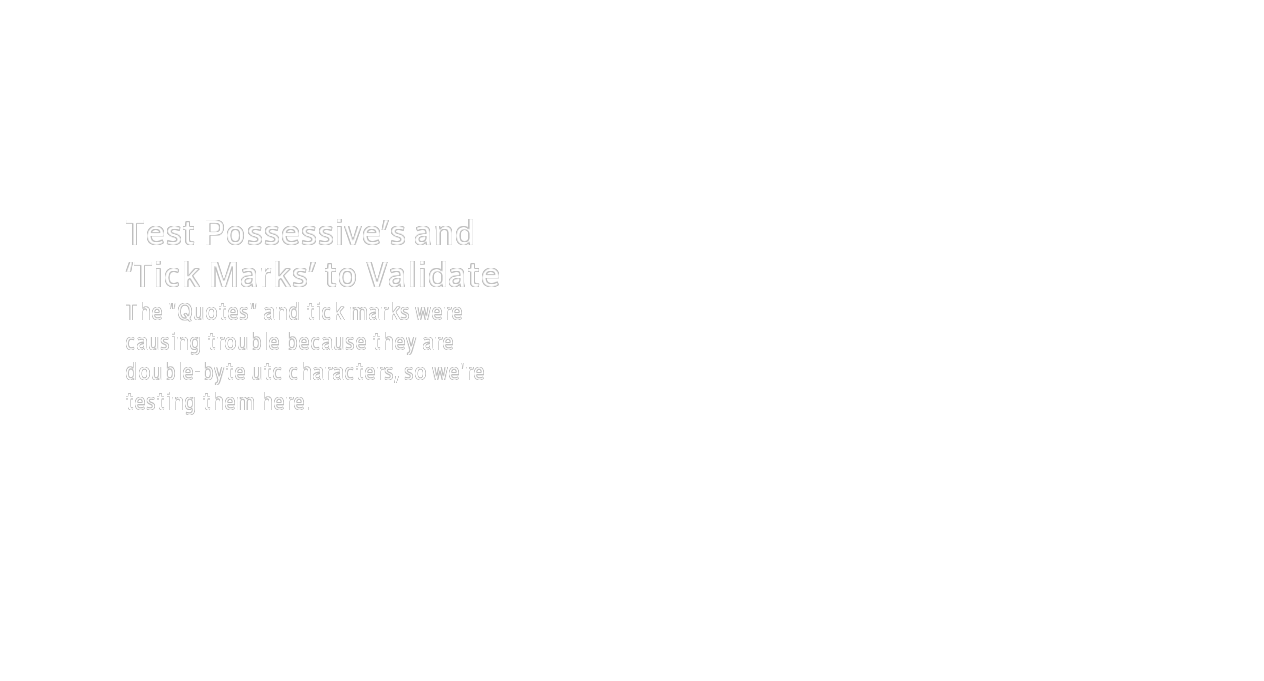 Test Possessive’s and
‘Tick Marks’ to Validate
The "Quotes" and tick marks were
causing trouble because they are
double-byte utc characters, so we're
testing them here.